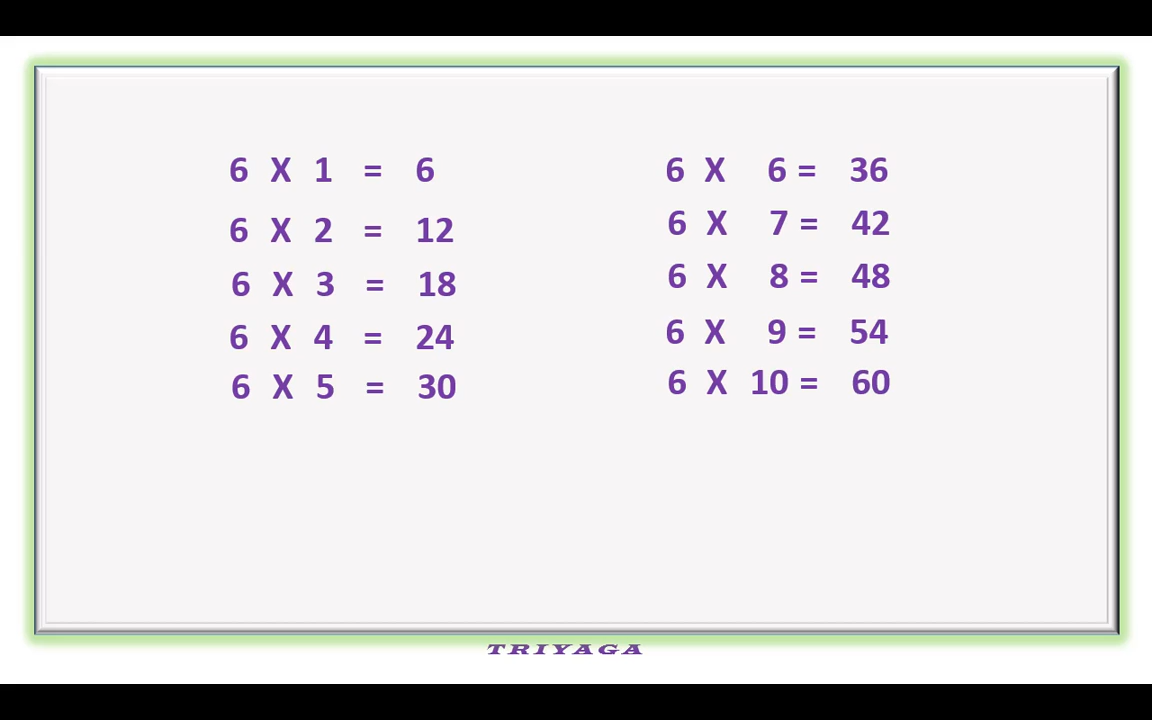 6 X 1 = 6
6 X 2 = 12
6 X 3 = 18
6 X 4 = 24
6 X 5 = 30
6 X 6 = 36
6 X 7 = 42
6 X 8 = 48
6 X 9 = 54
6 X 10 = 60
TRIYAGA